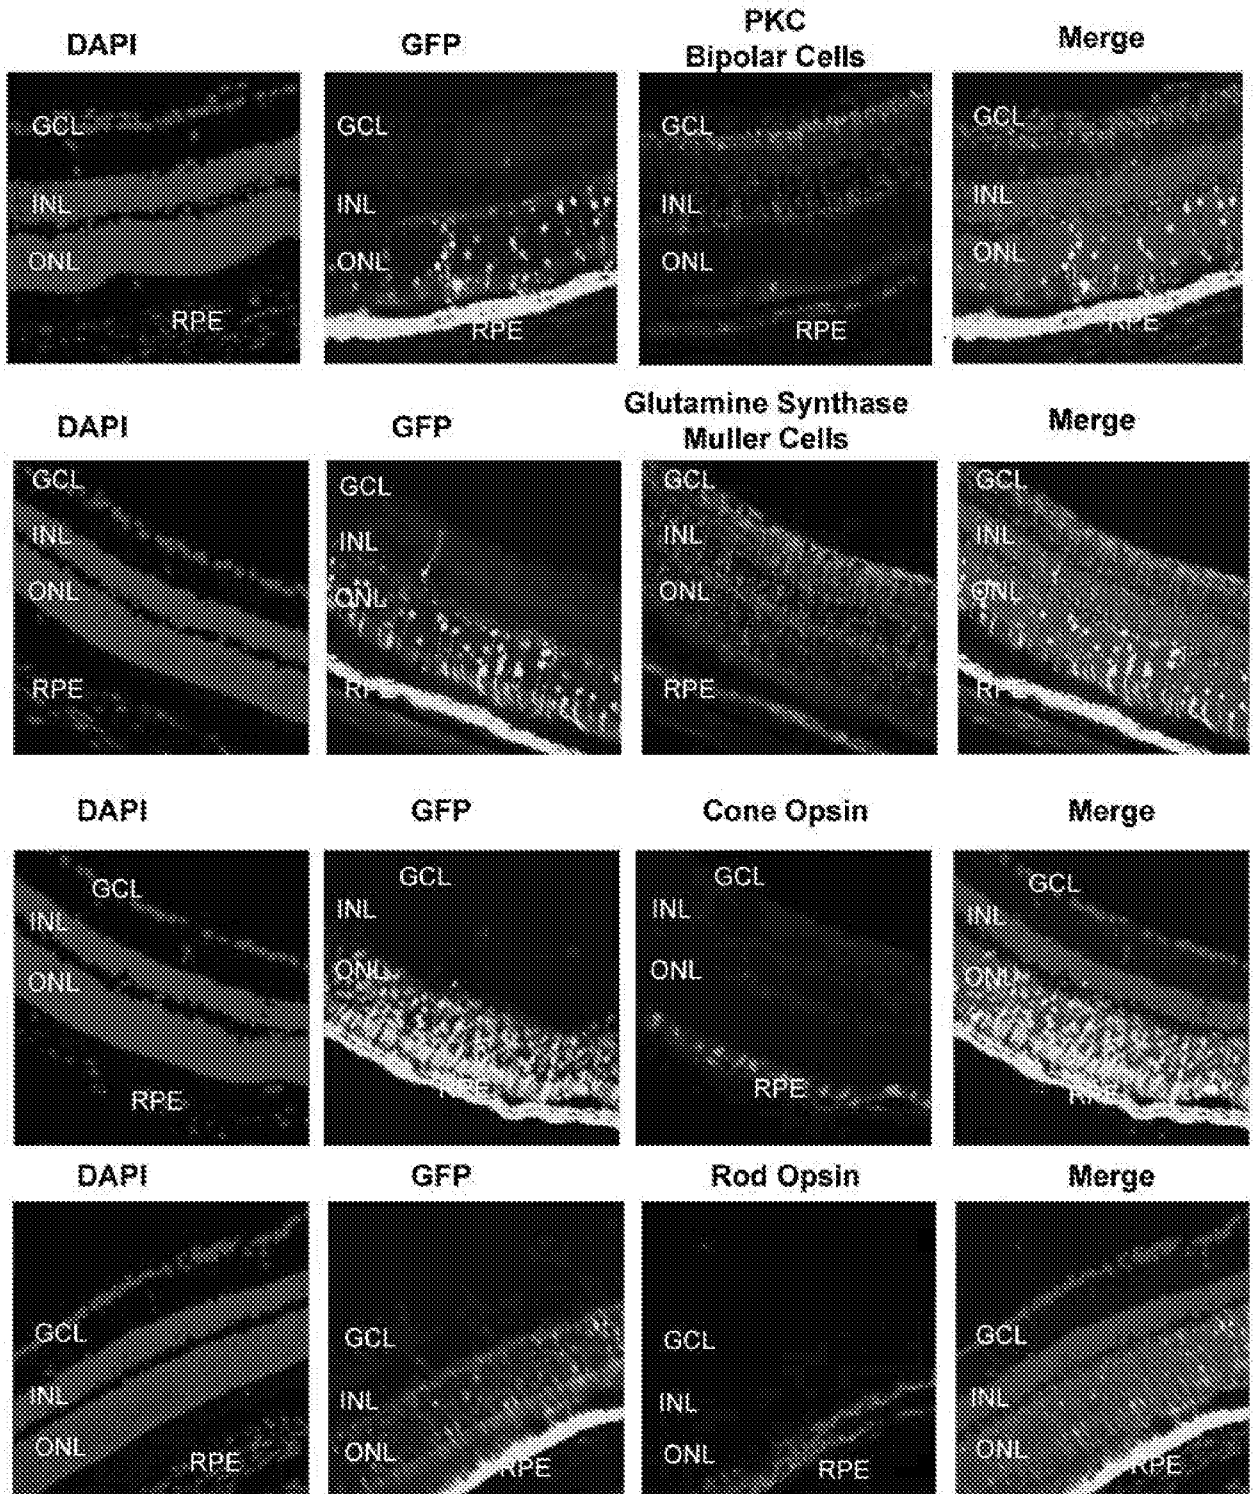 DAPI
GFP
PKC
Bipolar Cells
Merge
GCL
INL
ONL
RPE
GCL
INL
ONL
RPE
GCL
INL
ONL
RPE
GCL
INL
ONL
RPE
DAPI
GFP
Glutamine Synthase
Muller Cells
Merge
GCL
INL
ONL
RPE
GCL
INL
ONL
RPE
GCL
INL
ONL
RPE
GCL
INL
ONL
RPE
DAPI
GFP
Cone Opsin
Merge
GCL
INL
ONL
RPE
GCL
INL
ONL
RPE
GCL
INL
ONL
RPE
GCL
INL
ONL
RPE
DAPI
GFP
Rod Opsin
Merge
GCL
INL
ONL
RPE
GCL
INL
ONL
RPE
GCL
INL
ONL
RPE
GCL
INL
ONL
RPE